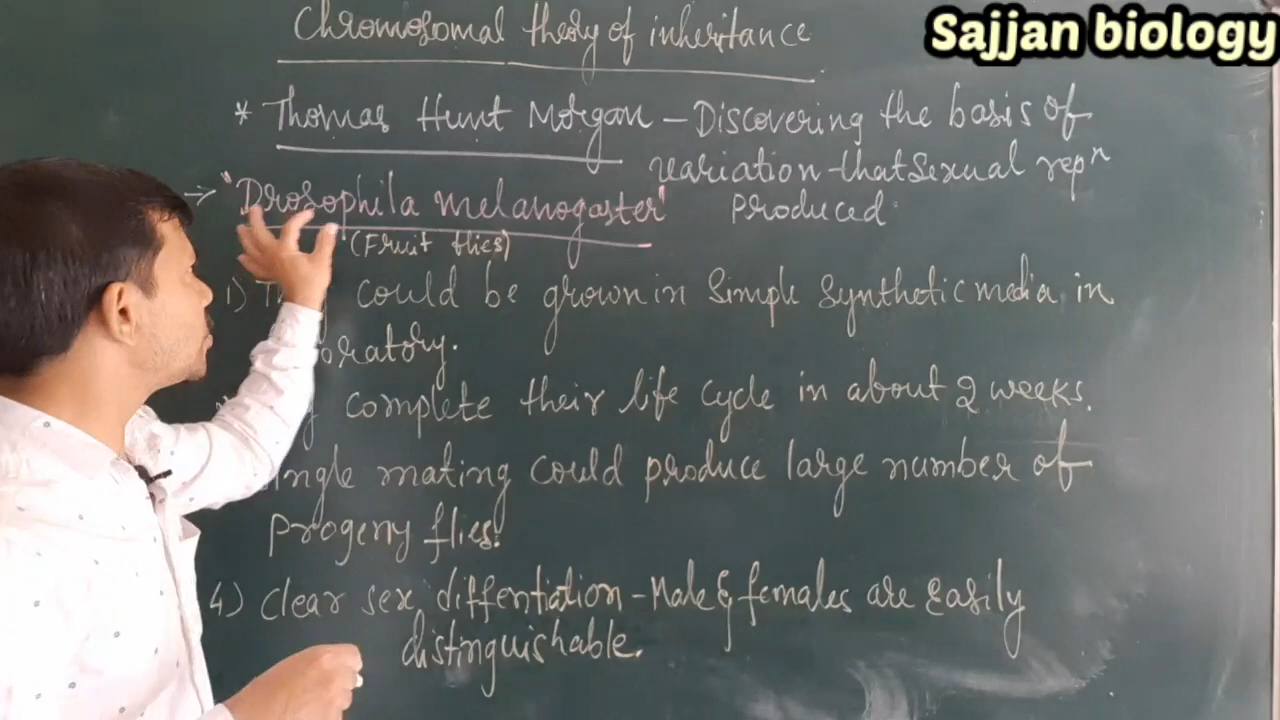 Sajjan biology
Chromosomal theory of inheritance
* Thomas Hunt Morgan - Discovering the basis of
variation that sexual repⁿ
produced.
→ "Drosophila melanogaster"
(Fruit flies)
1) could be grown in simple synthetic media in
oratory.
complete their life cycle in about 2 weeks.
ingle mating could produce large number of
progeny flies.
4) clear sex diffentiation - Male & females are easily
distinguishable.